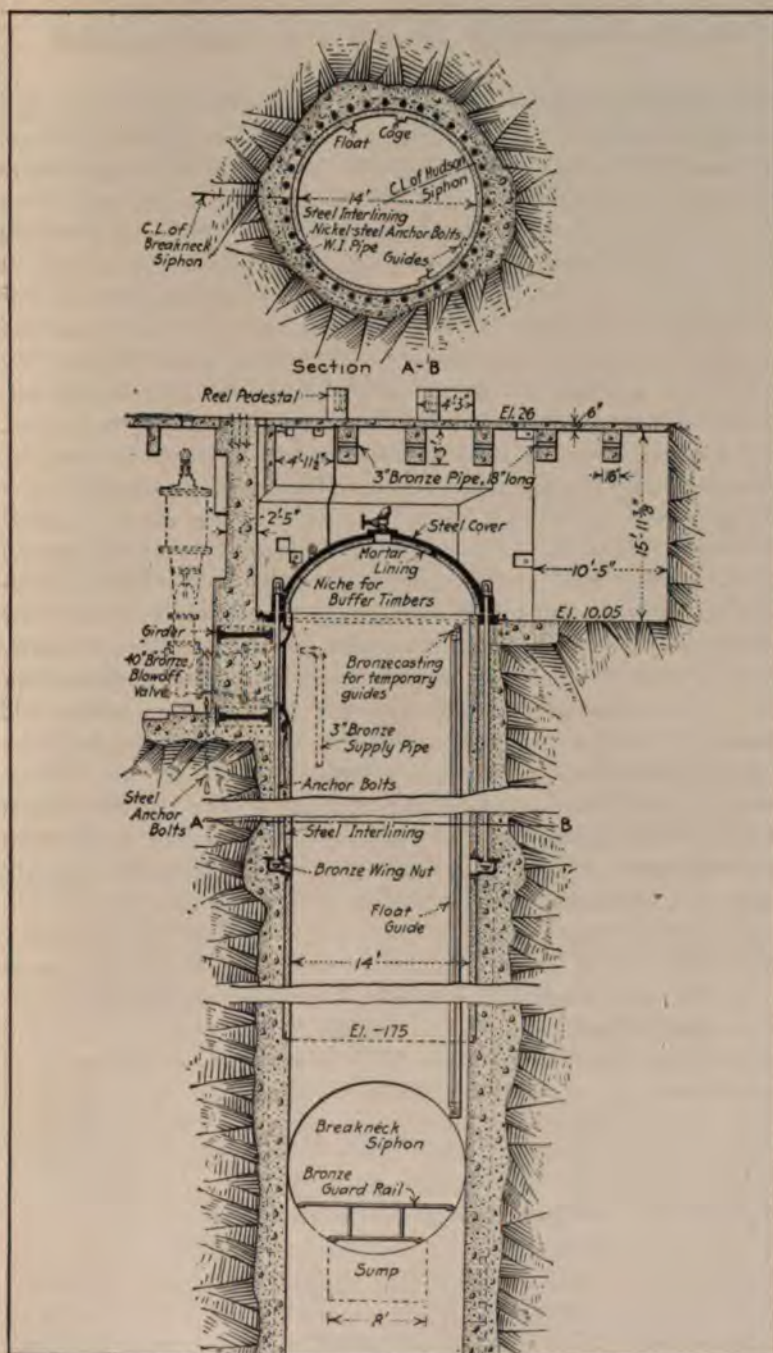 Float
Cage
C.L. of Hudson
Siphon
14'
Steel Interlining
Nickel-steel Anchor Bolts
W.I. Pipe
Guides
C.L. of
Breakneck
Siphon
Section A-B
Reel Pedestal
4'-3"
El. 26
6"
4'-11½"
3'
3" Bronze Pipe, 18" long
18"
15'-11⅜"
2'-5"
Steel Cover
Mortar
Lining
10'-5"
Niche for
Buffer Timbers
El. 10.05
Girder
40" Bronze
Blowoff
Valve
Bronze casting
for temporary
guides
3" Bronze
Supply Pipe
Steel
Anchor
Bolts
Anchor Bolts
A
B
Steel Interlining
Bronze Wing Nut
Float
Guide
14'
El. -175
Breakneck
Siphon
Bronze
Guard Rail
Sump